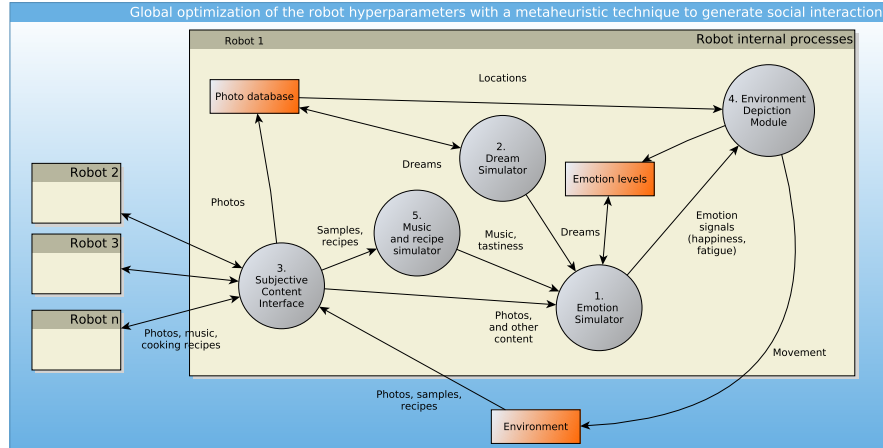 Global optimization of the robot hyperparameters with a metaheuristic technique to generate social interaction
Robot 1
Robot internal processes
Photo database
Locations
4. Environment
Depiction
Module
2.
Dream
Simulator
Dreams
Emotion levels
Robot 2
Photos
Samples,
recipes
5.
Music
and recipe
simulator
Music,
tastiness
Dreams
Emotion
signals
(happiness,
fatigue)
Robot 3
3.
Subjective
Content
Interface
1.
Emotion
Simulator
Photos,
and other
content
Robot n
Photos, music,
cooking recipes
Movement
Photos, samples,
recipes
Environment